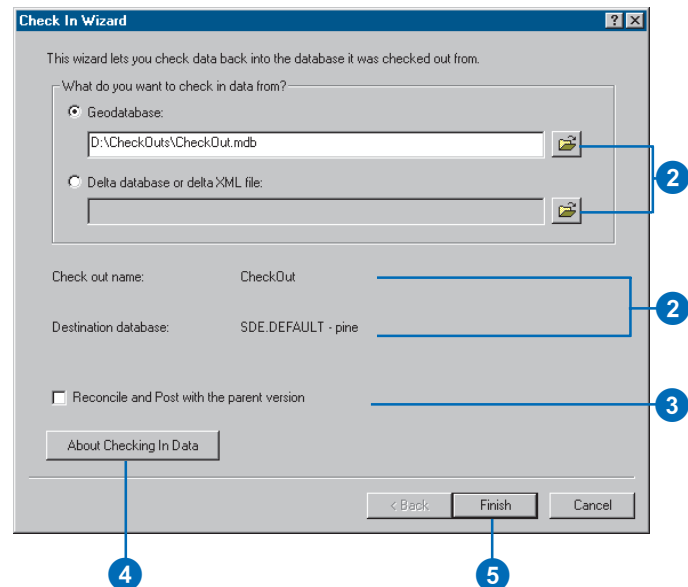 Check In Wizard
This wizard lets you check data back into the database it was checked out from.
What do you want to check in data from?
Geodatabase:
D:\CheckOuts\CheckOut.mdb
2
Delta database or delta XML file:
Check out name: CheckOut
2
Destination database: SDE.DEFAULT - pine
Reconcile and Post with the parent version
3
About Checking In Data
< Back Finish Cancel
4 5